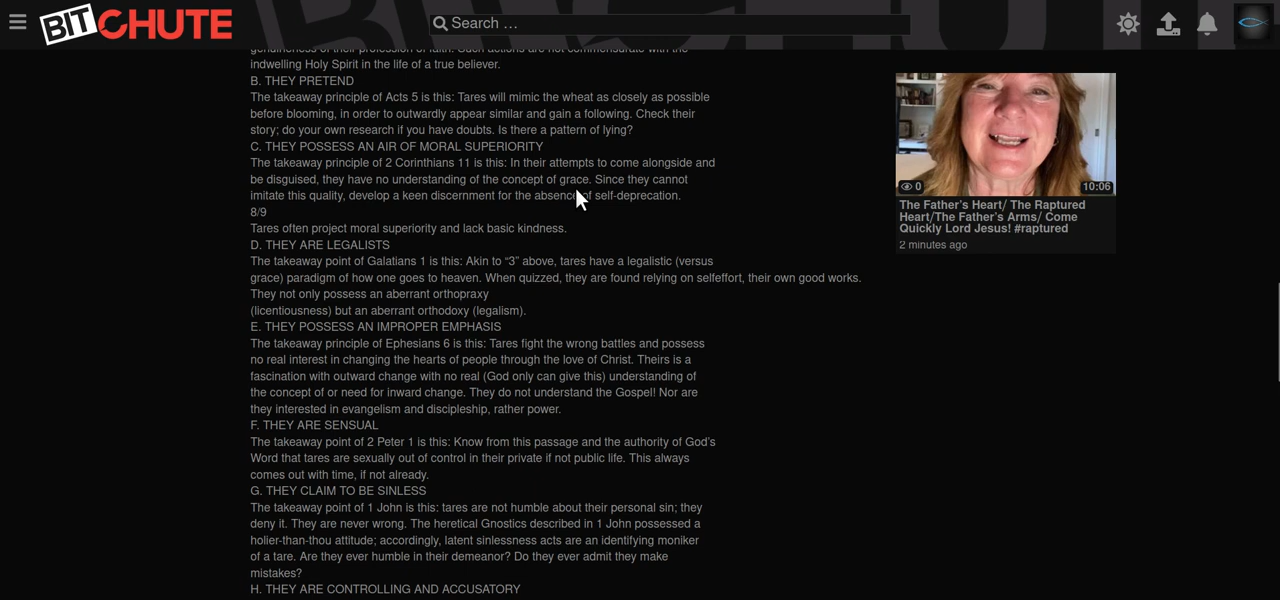 BITCHUTE
Search …
genuineness of their profession of faith. Such actions are not commensurate with the
indwelling Holy Spirit in the life of a true believer.
B. THEY PRETEND
The takeaway principle of Acts 5 is this: Tares will mimic the wheat as closely as possible
before blooming, in order to outwardly appear similar and gain a following. Check their
story; do your own research if you have doubts. Is there a pattern of lying?
C. THEY POSSESS AN AIR OF MORAL SUPERIORITY
The takeaway principle of 2 Corinthians 11 is this: In their attempts to come alongside and
be disguised, they have no understanding of the concept of grace. Since they cannot
imitate this quality, develop a keen discernment for the absence of self-deprecation.
8/9
Tares often project moral superiority and lack basic kindness.
D. THEY ARE LEGALISTS
The takeaway point of Galatians 1 is this: Akin to “3” above, tares have a legalistic (versus
grace) paradigm of how one goes to heaven. When quizzed, they are found relying on selfeffort, their own good works.
They not only possess an aberrant orthopraxy
(licentiousness) but an aberrant orthodoxy (legalism).
E. THEY POSSESS AN IMPROPER EMPHASIS
The takeaway principle of Ephesians 6 is this: Tares fight the wrong battles and possess
no real interest in changing the hearts of people through the love of Christ. Theirs is a
fascination with outward change with no real (God only can give this) understanding of
the concept of or need for inward change. They do not understand the Gospel! Nor are
they interested in evangelism and discipleship, rather power.
F. THEY ARE SENSUAL
The takeaway point of 2 Peter 1 is this: Know from this passage and the authority of God’s
Word that tares are sexually out of control in their private if not public life. This always
comes out with time, if not already.
G. THEY CLAIM TO BE SINLESS
The takeaway point of 1 John is this: tares are not humble about their personal sin; they
deny it. They are never wrong. The heretical Gnostics described in 1 John possessed a
holier-than-thou attitude; accordingly, latent sinlessness acts are an identifying moniker
of a tare. Are they ever humble in their demeanor? Do they ever admit they make
mistakes?
H. THEY ARE CONTROLLING AND ACCUSATORY
0
10:06
The Father’s Heart/ The Raptured
Heart/The Father’s Arms/ Come
Quickly Lord Jesus! #raptured
2 minutes ago